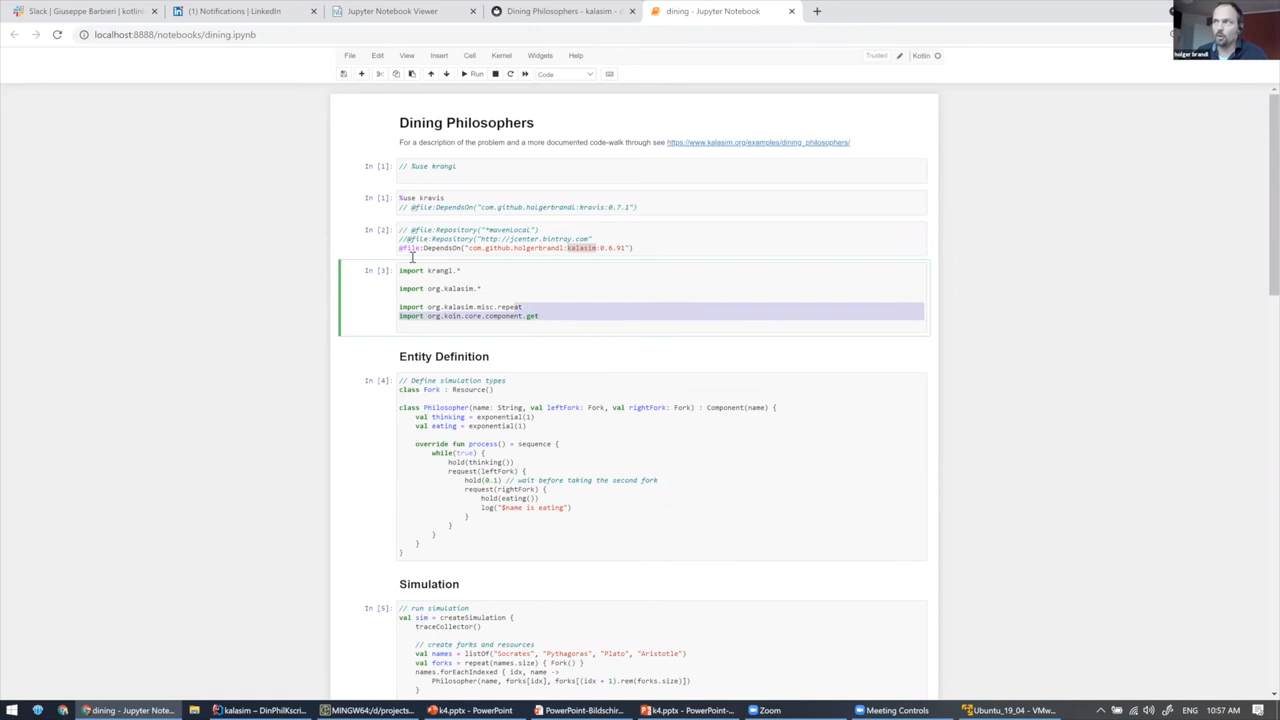 Slack | Giuseppe Barbieri | kotlin
(1) Notifications | LinkedIn
Jupyter Notebook Viewer
Dining Philosophers - kalasim
dining - Jupyter Notebook
localhost:8888/notebooks/dining.ipynb
holger brandl
File Edit View Insert Cell Kernel Widgets Help
Trusted
Kotlin
Run
Code
Dining Philosophers
For a description of the problem and a more documented code-walk through see https://www.kalasim.org/examples/dining_philosophers/
In [1]:
// %use krangl
In [1]:
%use kravis
// @file:DependsOn("com.github.holgerbrandl:kravis:0.7.1")
In [2]:
// @file:Repository("*mavenLocal")
//@file:Repository("http://jcenter.bintray.com"
@file:DependsOn("com.github.holgerbrandl:kalasim:0.6.91")
In [3]:
import krangl.*
import org.kalasim.*
import org.kalasim.misc.repeat
import org.koin.core.component.get
Entity Definition
In [4]:
// Define simulation types
class Fork : Resource()
class Philosopher(name: String, val leftFork: Fork, val rightFork: Fork) : Component(name) {
val thinking = exponential(1)
val eating = exponential(1)
override fun process() = sequence {
while(true) {
hold(thinking())
request(leftFork) {
hold(0.1) // wait before taking the second fork
request(rightFork) {
hold(eating())
log("$name is eating")
}
}
}
}
}
Simulation
In [5]:
// run simulation
val sim = createSimulation {
traceCollector()
// create forks and resources
val names = listOf("Socrates", "Pythagoras", "Plato", "Aristotle")
val forks = repeat(names.size) { Fork() }
names.forEachIndexed { idx, name ->
Philosopher(name, forks[idx], forks[(idx + 1).rem(forks.size)])
}
dining - Jupyter Note...
downloads
kalasim – DinPhilKscri...
MINGW64:/d/projects...
k4.pptx - PowerPoint
PowerPoint-Bildschir...
k4.pptx - PowerPoint
Zoom
Meeting Controls
Ubuntu_19_04 — VMw...
10:57 AM